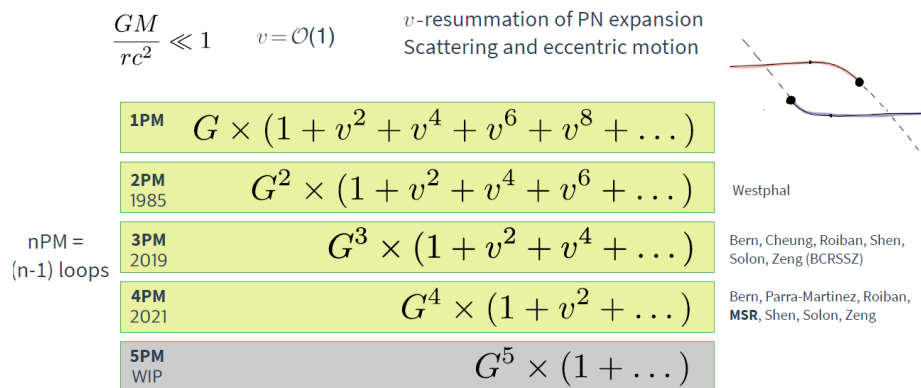 GM/rc² ≪ 1
v = 𝒪(1)
v-resummation of PN expansion
Scattering and eccentric motion
1PM
G × (1 + v² + v⁴ + v⁶ + v⁸ + …)
2PM
1985
G² × (1 + v² + v⁴ + v⁶ + …)
Westphal
nPM =
(n-1) loops
3PM
2019
G³ × (1 + v² + v⁴ + …)
Bern, Cheung, Roiban, Shen,
Solon, Zeng (BCRSSZ)
4PM
2021
G⁴ × (1 + v² + …)
Bern, Parra-Martinez, Roiban,
MSR, Shen, Solon, Zeng
5PM
WIP
G⁵ × (1 + …)